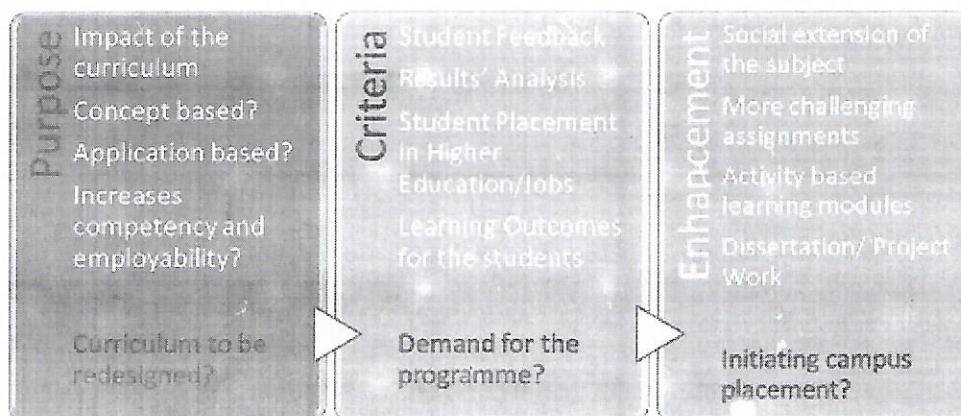 Purpose
Impact of the
curriculum
Concept based?
Application based?
Increases
competency and
employability?
Curriculum to be
redesigned?
Criteria
Student Feedback
Results' Analysis
Student Placement
in Higher
Education/Jobs
Learning Outcomes
for the students
Demand for the
programme?
Enhancement
Social extension of
the subject
More challenging
assignments
Activity based
learning modules
Dissertation/ Project
Work
Initiating campus
placement?